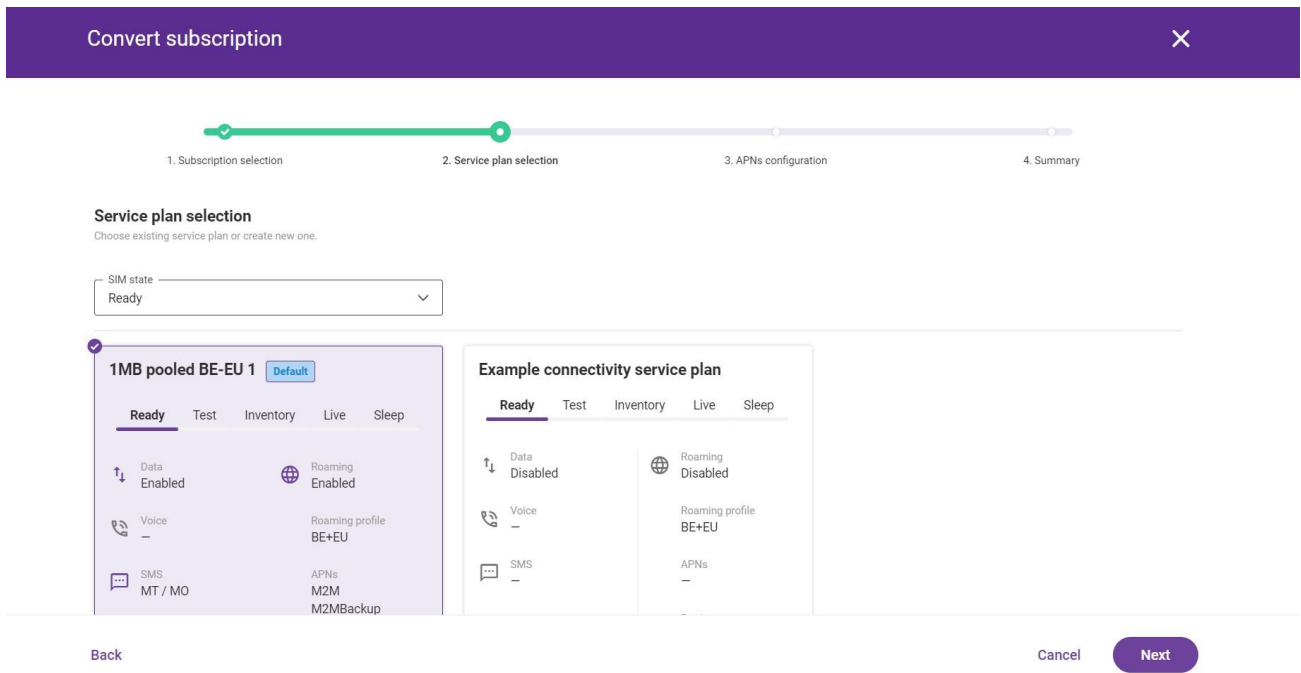 Convert subscription
1. Subscription selection
2. Service plan selection
3. APNs configuration
4. Summary
Service plan selection
Choose existing service plan or create new one.
SIM state
Ready
1MB pooled BE-EU 1 Default
Ready Test Inventory Live Sleep
Data
Enabled
Roaming
Enabled
Voice
–
Roaming profile
BE+EU
SMS
MT / MO
APNs
M2M
M2MBackup
Example connectivity service plan
Ready Test Inventory Live Sleep
Data
Disabled
Roaming
Disabled
Voice
–
Roaming profile
BE+EU
SMS
–
APNs
–
Back
Cancel
Next